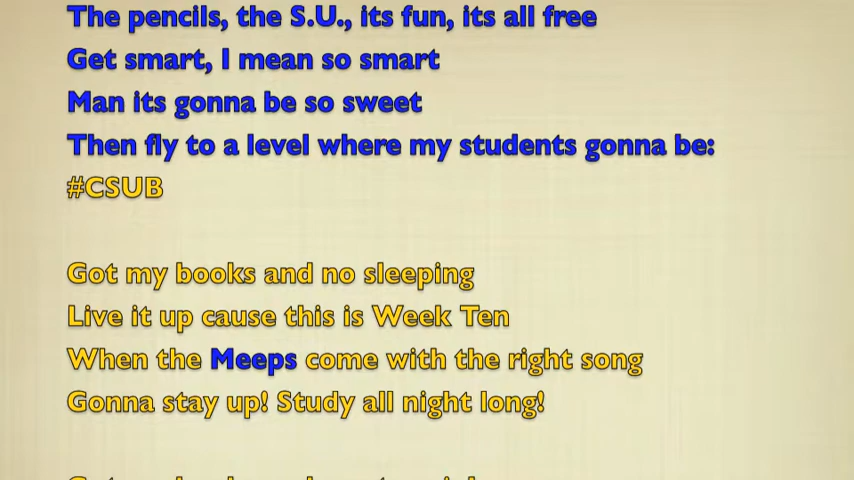 The pencils, the S.U., its fun, its all free
Get smart, I mean so smart
Man its gonna be so sweet
Then fly to a level where my students gonna be:
#CSUB
Got my books and no sleeping
Live it up cause this is Week Ten
When the Meeps come with the right song
Gonna stay up! Study all night long!